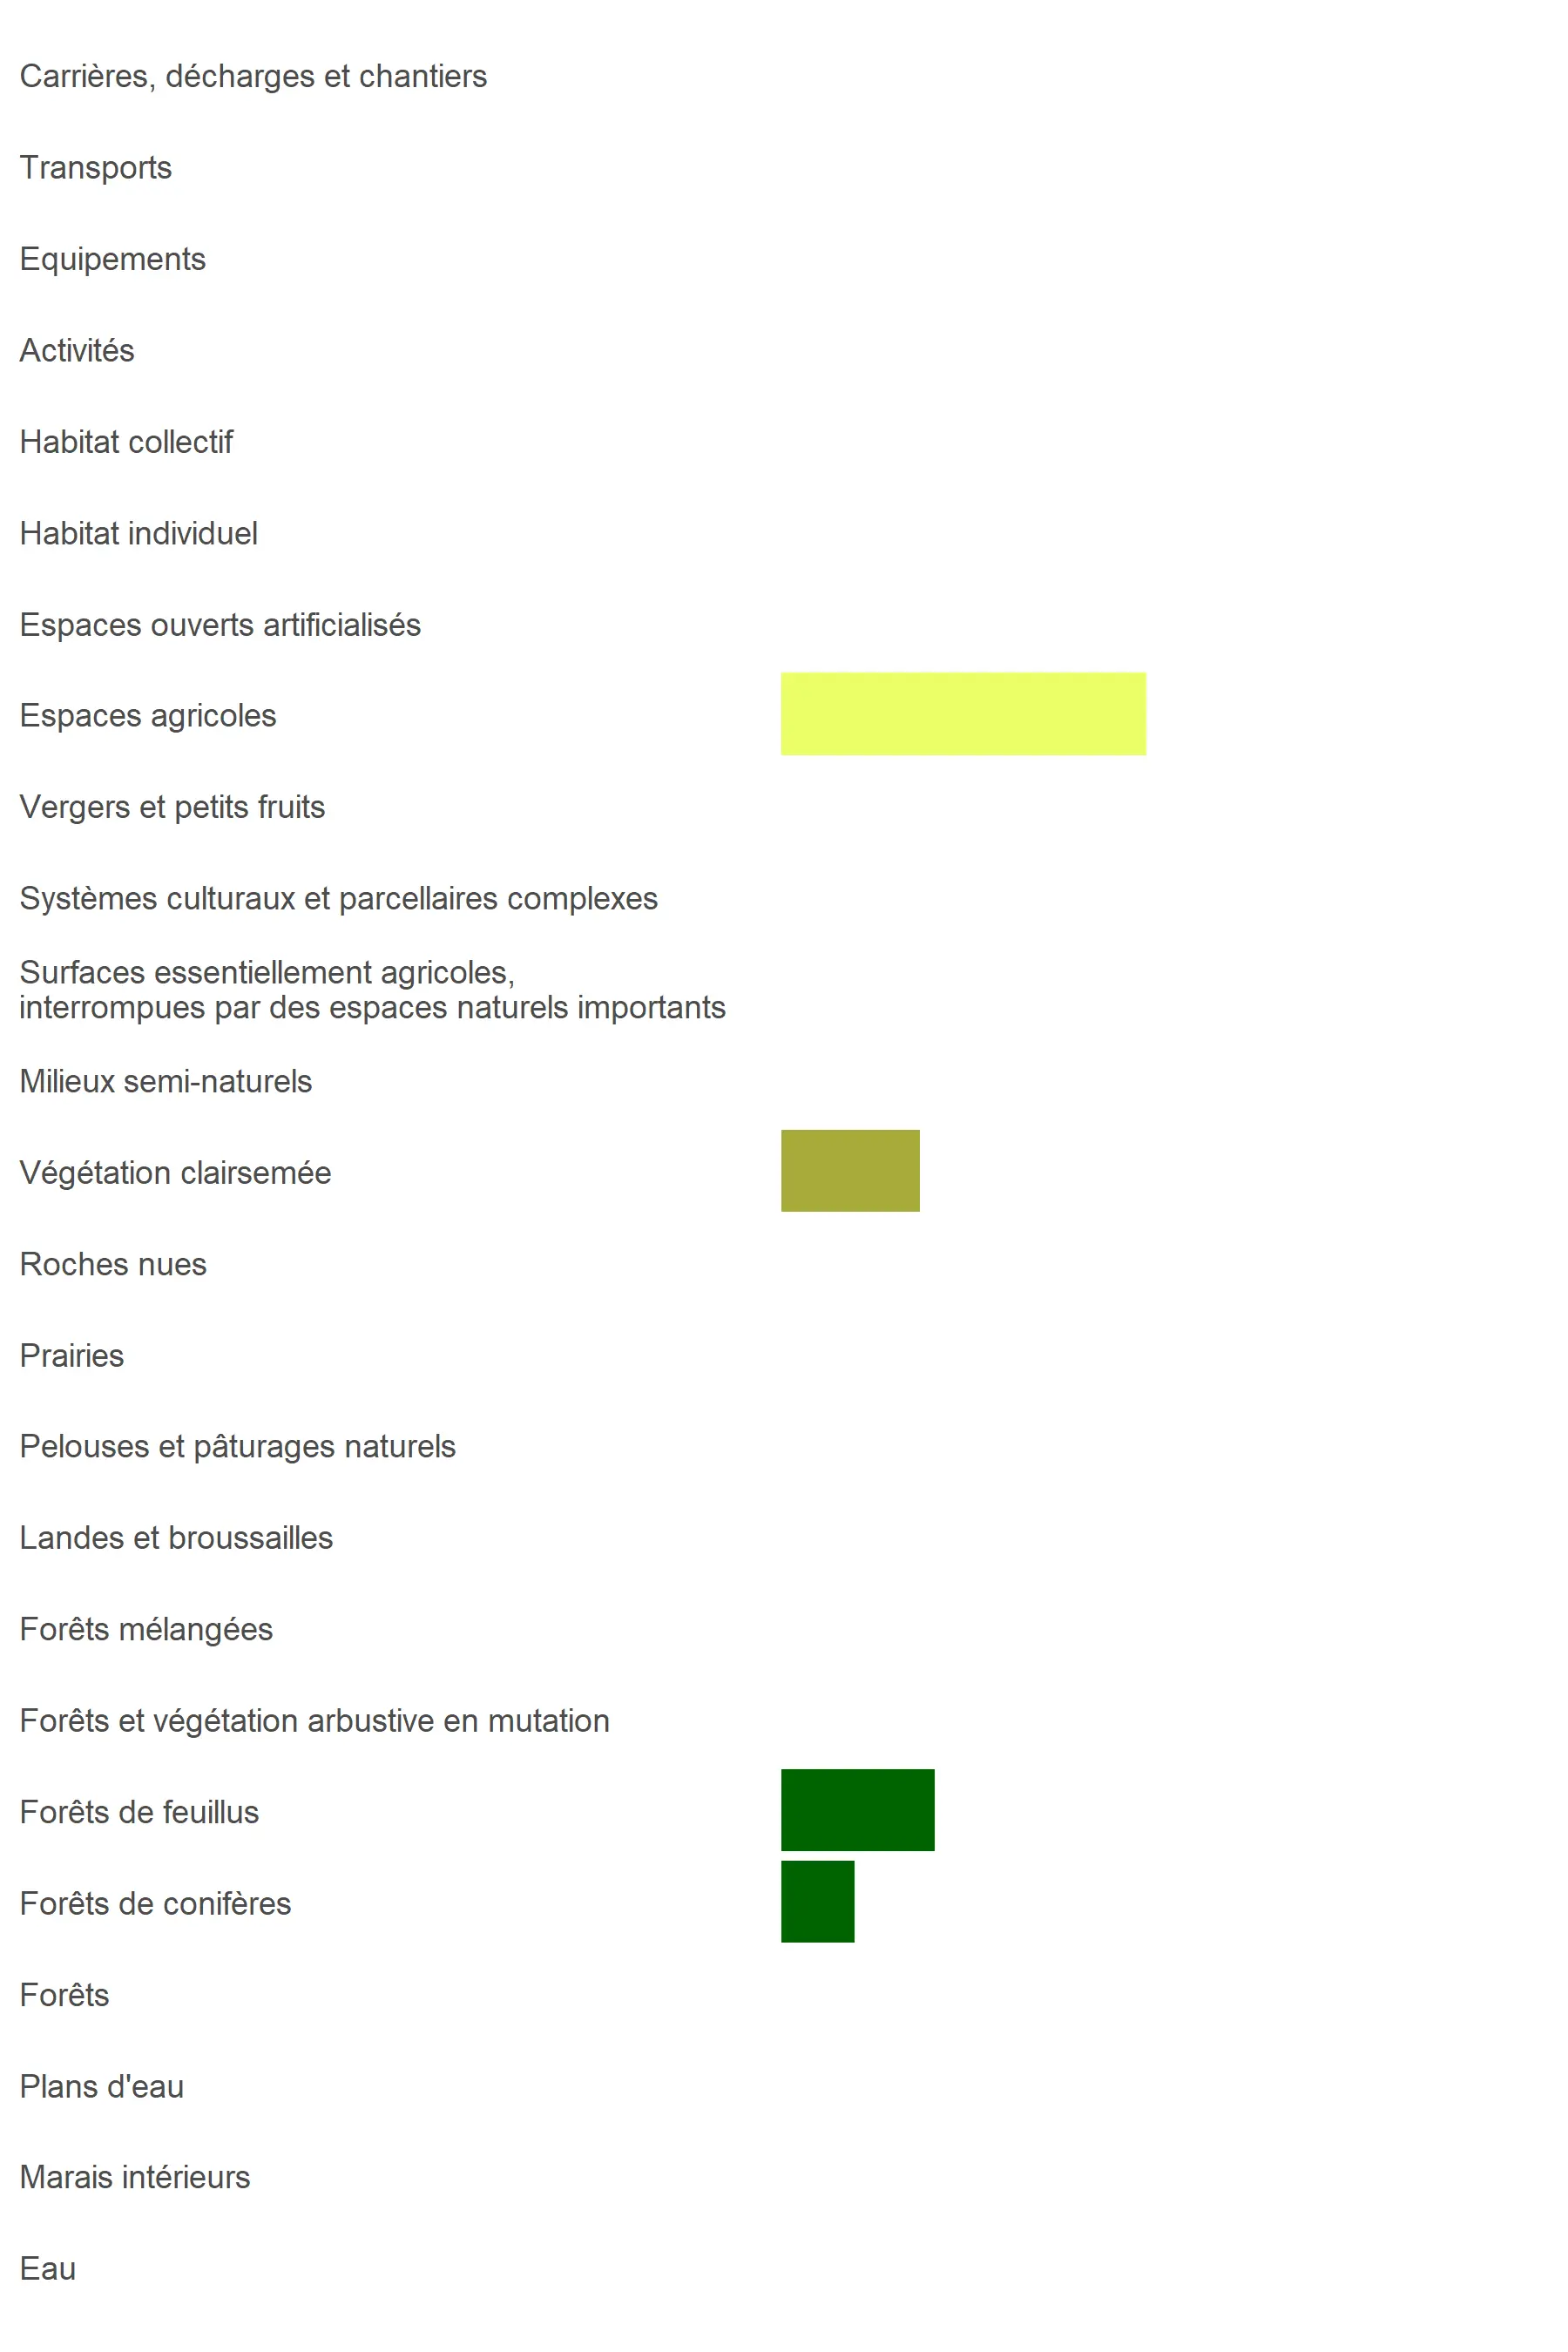 Carrières, décharges et chantiers
Transports
Equipements
Activités
Habitat collectif
Habitat individuel
Espaces ouverts artificialisés
Espaces agricoles
Vergers et petits fruits
Systèmes culturaux et parcellaires complexes
Surfaces essentiellement agricoles,
interrompues par des espaces naturels importants
Milieux semi-naturels
Végétation clairsemée
Roches nues
Prairies
Pelouses et pâturages naturels
Landes et broussailles
Forêts mélangées
Forêts et végétation arbustive en mutation
Forêts de feuillus
Forêts de conifères
Forêts
Plans d'eau
Marais intérieurs
Eau